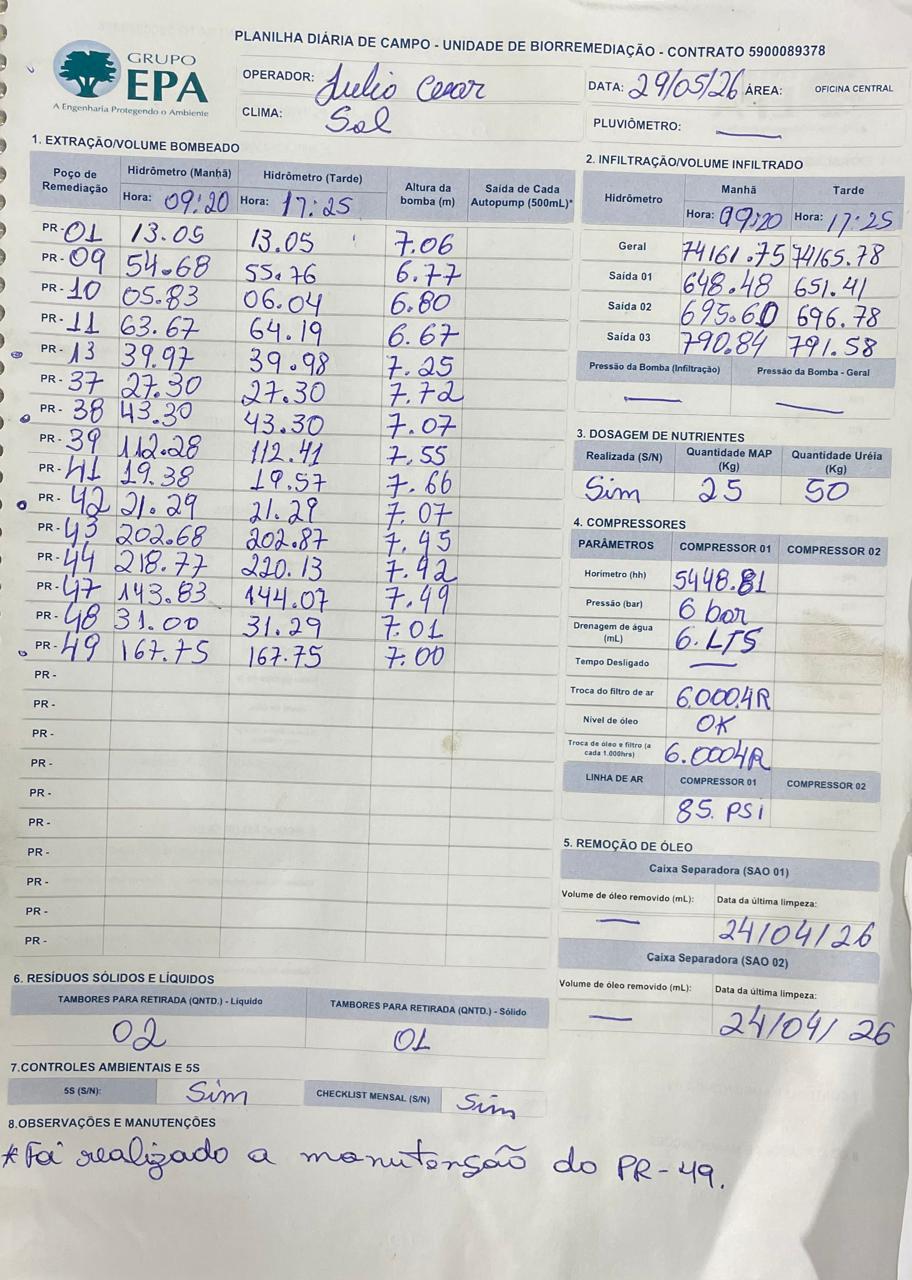 PLANILHA DIÁRIA DE CAMPO - UNIDADE DE BIORREMEDIAÇÃO - CONTRATO 5900089378
GRUPO
EPA
A Engenharia Protegendo o Ambiente
OPERADOR: Julio Cesar
DATA: 29/05/26 ÁREA: OFICINA CENTRAL
CLIMA: Sol
PLUVIÔMETRO: —
1. EXTRAÇÃO/VOLUME BOMBEADO
Poço de Remediação Hidrômetro (Manhã) Hidrômetro (Tarde) Altura da bomba (m) Saída de Cada Autopump (500mL)*
Hora: 09:20 Hora: 17:25
PR-01 13.05 13.05 7.06
PR-09 54.68 55.76 6.77
PR-10 05.83 06.04 6.80
PR-11 63.67 64.19 6.67
PR-13 39.97 39.98 7.25
PR-37 27.30 27.30 7.72
PR-38 43.30 43.30 7.07
PR-39 112.28 112.41 7.55
PR-41 19.38 19.57 7.66
PR-42 21.29 21.29 7.07
PR-43 202.68 202.87 7.45
PR-44 218.77 220.13 7.42
PR-47 143.83 144.07 7.49
PR-48 31.00 31.29 7.01
PR-49 167.75 167.75 7.00
PR-
PR-
PR-
PR-
PR-
PR-
PR-
PR-
PR-
PR-
2. INFILTRAÇÃO/VOLUME INFILTRADO
Hidrômetro Manhã Tarde
Hora: 09:20 Hora: 17:25
Geral 74161.75 74165.78
Saída 01 648.48 651.41
Saída 02 695.60 696.78
Saída 03 790.84 791.58
Pressão da Bomba (Infiltração) Pressão da Bomba - Geral
— —
3. DOSAGEM DE NUTRIENTES
Realizada (S/N) Quantidade MAP (Kg) Quantidade Uréia (Kg)
Sim 25 50
4. COMPRESSORES
PARÂMETROS COMPRESSOR 01 COMPRESSOR 02
Horímetro (hh) 5448.81
Pressão (bar) 6 bar
Drenagem de água (mL) 6. LTS
Tempo Desligado —
Troca do filtro de ar 6.000HR
Nível de óleo OK
Troca de óleo e filtro (a cada 1.000hrs) 6.000HR
LINHA DE AR COMPRESSOR 01 COMPRESSOR 02
85. PSi
5. REMOÇÃO DE ÓLEO
Caixa Separadora (SAO 01)
Volume de óleo removido (mL): Data da última limpeza:
— 24/04/26
Caixa Separadora (SAO 02)
Volume de óleo removido (mL): Data da última limpeza:
— 24/04/26
6. RESÍDUOS SÓLIDOS E LÍQUIDOS
TAMBORES PARA RETIRADA (QNTD.) - Líquido TAMBORES PARA RETIRADA (QNTD.) - Sólido
02 01
7.CONTROLES AMBIENTAIS E 5S
5S (S/N): Sim CHECKLIST MENSAL (S/N) Sim
8.OBSERVAÇÕES E MANUTENÇÕES
*Foi realizado a manutensão do PR-49.